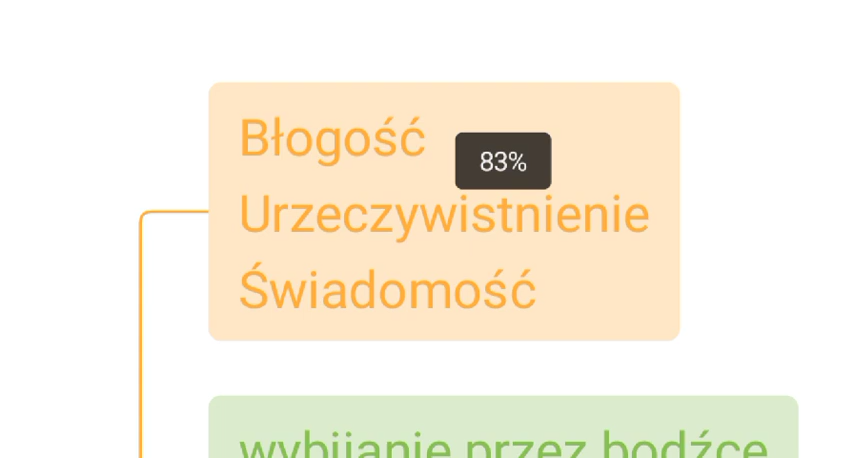 Błogość
83%
Urzeczywistnienie
Świadomość
wybijanie przez bodźce